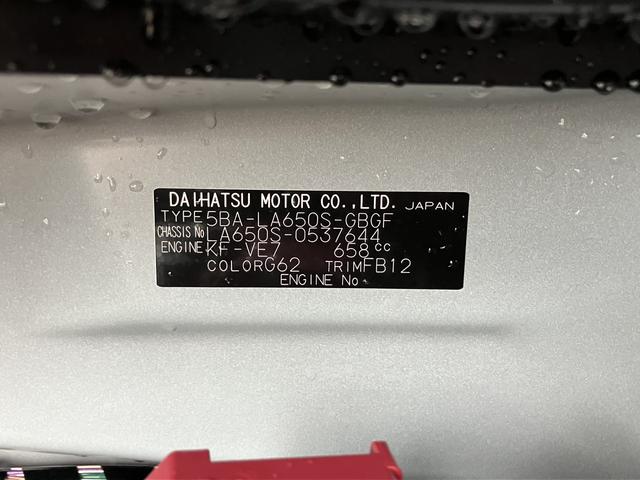 DAIHATSU MOTOR CO.,LTD. JAPAN
TYPE 5BA-LA650S-GBGF
CHASSIS No LA650S-0537644
ENGINE KF-VE7 658cc
COLOR G62 TRIM FB12
ENGINE No